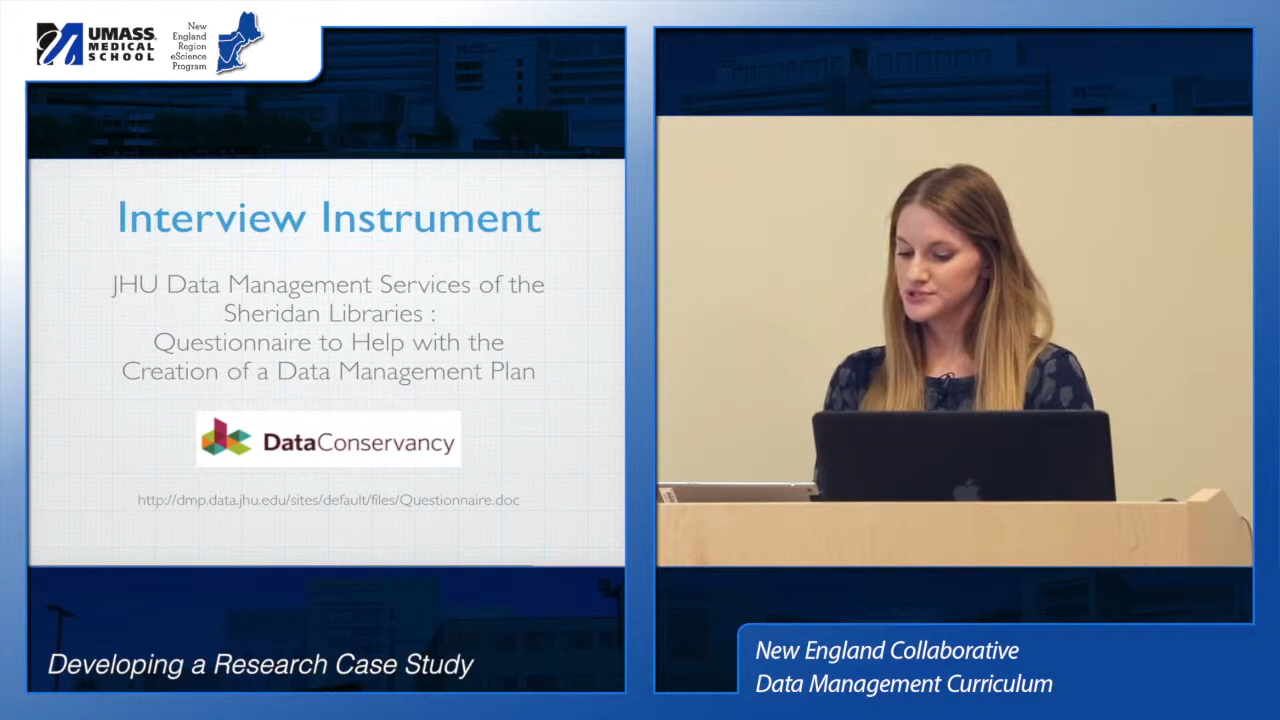 UMASS
MEDICAL
SCHOOL
New
England
Region
eScience
Program
Interview Instrument
JHU Data Management Services of the
Sheridan Libraries :
Questionnaire to Help with the
Creation of a Data Management Plan
DataConservancy
http://dmp.data.jhu.edu/sites/default/files/Questionnaire.doc
Developing a Research Case Study
New England Collaborative
Data Management Curriculum